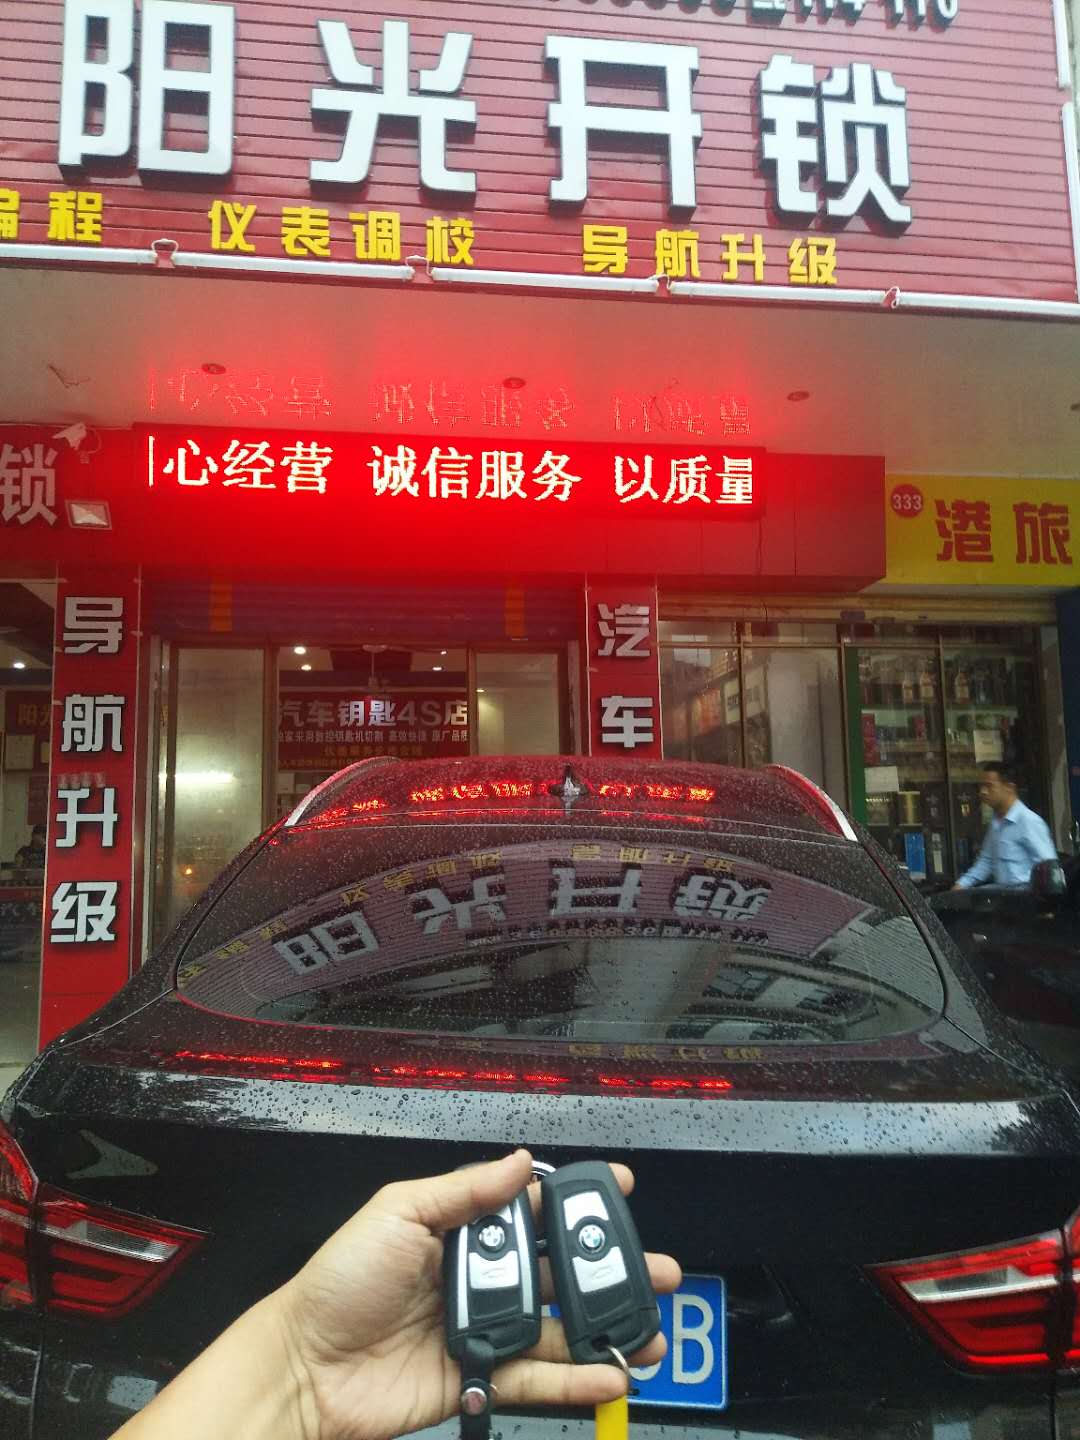 阳光开锁
编程 仪表调校 导航升级
心经营 诚信服务 以质量
锁
333
港旅
导航升级
汽车
汽车钥匙4S店
B